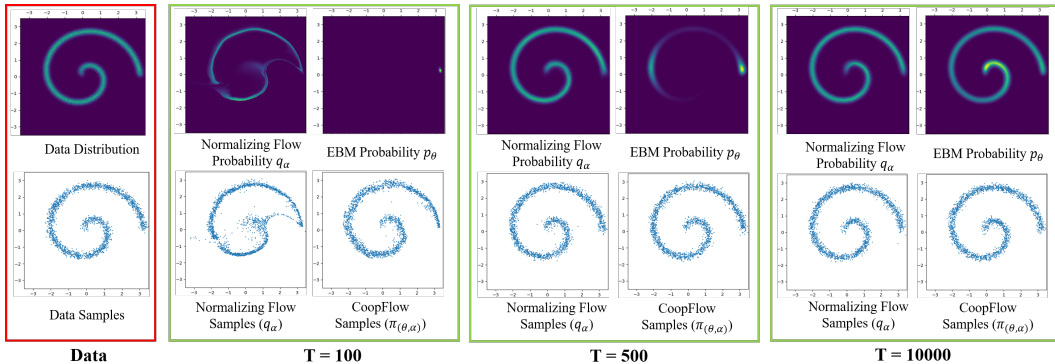 Data Distribution
Data Samples
Data
Normalizing Flow
Probability qα
EBM Probability pθ
Normalizing Flow
Samples (qα)
CoopFlow
Samples (π(θ,α))
T = 100
Normalizing Flow
Probability qα
EBM Probability pθ
Normalizing Flow
Samples (qα)
CoopFlow
Samples (π(θ,α))
T = 500
Normalizing Flow
Probability qα
EBM Probability pθ
Normalizing Flow
Samples (qα)
CoopFlow
Samples (π(θ,α))
T = 10000